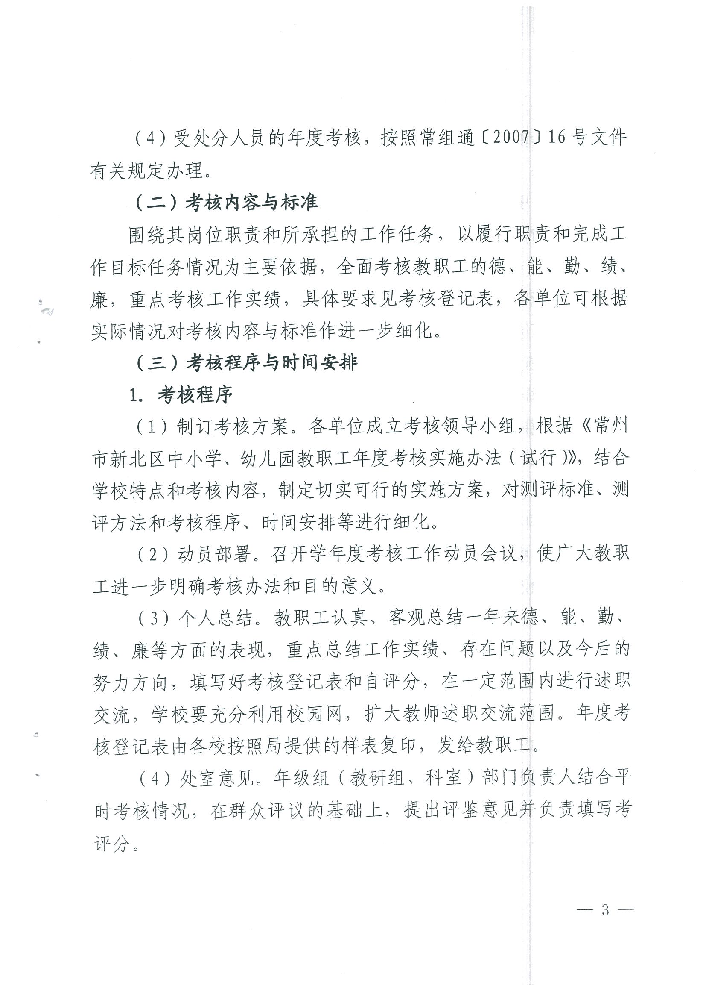 （4）受处分人员的年度考核，按照常组通〔2007〕16号文件
有关规定办理。
（二）考核内容与标准
围绕其岗位职责和所承担的工作任务，以履行职责和完成工
作目标任务情况为主要依据，全面考核教职工的德、能、勤、绩、
廉，重点考核工作实绩，具体要求见考核登记表，各单位可根据
实际情况对考核内容与标准作进一步细化。
（三）考核程序与时间安排
1．考核程序
（1）制订考核方案。各单位成立考核领导小组，根据《常州
市新北区中小学、幼儿园教职工年度考核实施办法（试行）》，结合
学校特点和考核内容，制定切实可行的实施方案，对测评标准、测
评方法和考核程序、时间安排等进行细化。
（2）动员部署。召开学年度考核工作动员会议，使广大教职
工进一步明确考核办法和目的意义。
（3）个人总结。教职工认真、客观总结一年来德、能、勤、
绩、廉等方面的表现，重点总结工作实绩、存在问题以及今后的
努力方向，填写好考核登记表和自评分，在一定范围内进行述职
交流，学校要充分利用校园网，扩大教师述职交流范围。年度考
核登记表由各校按照局提供的样表复印，发给教职工。
（4）处室意见。年级组（教研组、科室）部门负责人结合平
时考核情况，在群众评议的基础上，提出评鉴意见并负责填写考
评分。
— 3 —